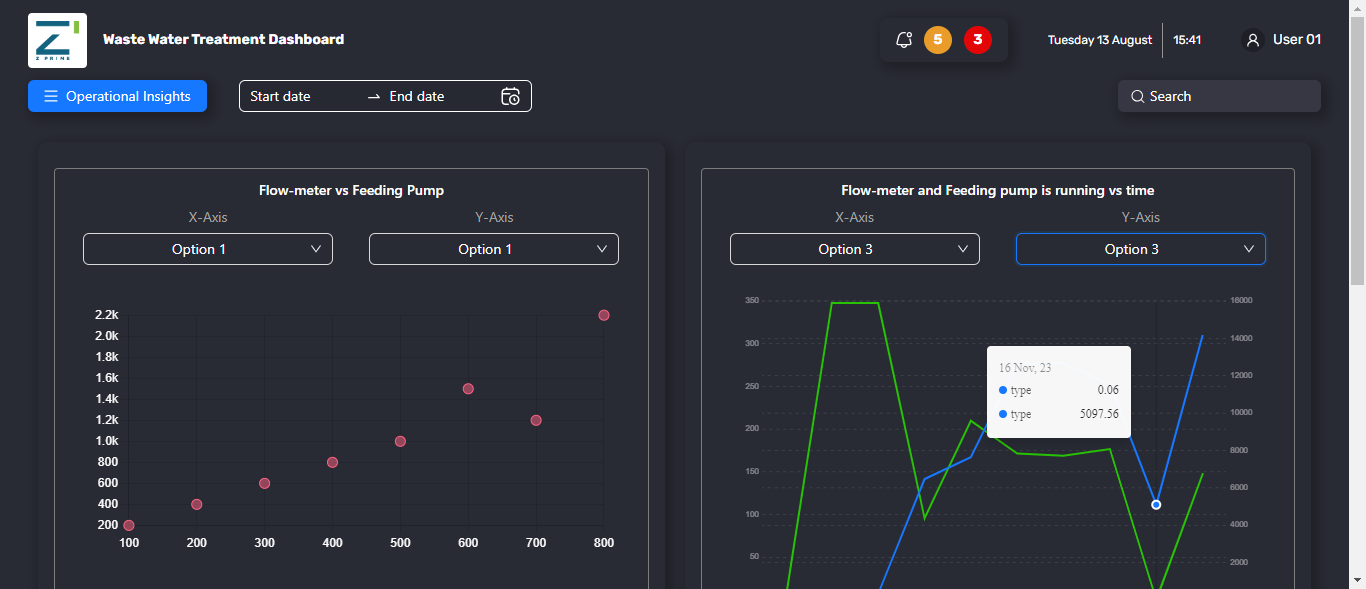 Z PRIME
Waste Water Treatment Dashboard
5
3
Tuesday 13 August
15:41
User 01
Operational Insights
Start date
End date
Search
Flow-meter vs Feeding Pump
X-Axis
Y-Axis
Option 1
Option 1
2.2k
2.0k
1.8k
1.6k
1.4k
1.2k
1.0k
800
600
400
200
100 200 300 400 500 600 700 800
Flow-meter and Feeding pump is running vs time
X-Axis
Y-Axis
Option 3
Option 3
350
300
250
200
150
100
50
16 Nov, 23
type 0.06
type 5097.56
16000
14000
12000
10000
8000
6000
4000
2000